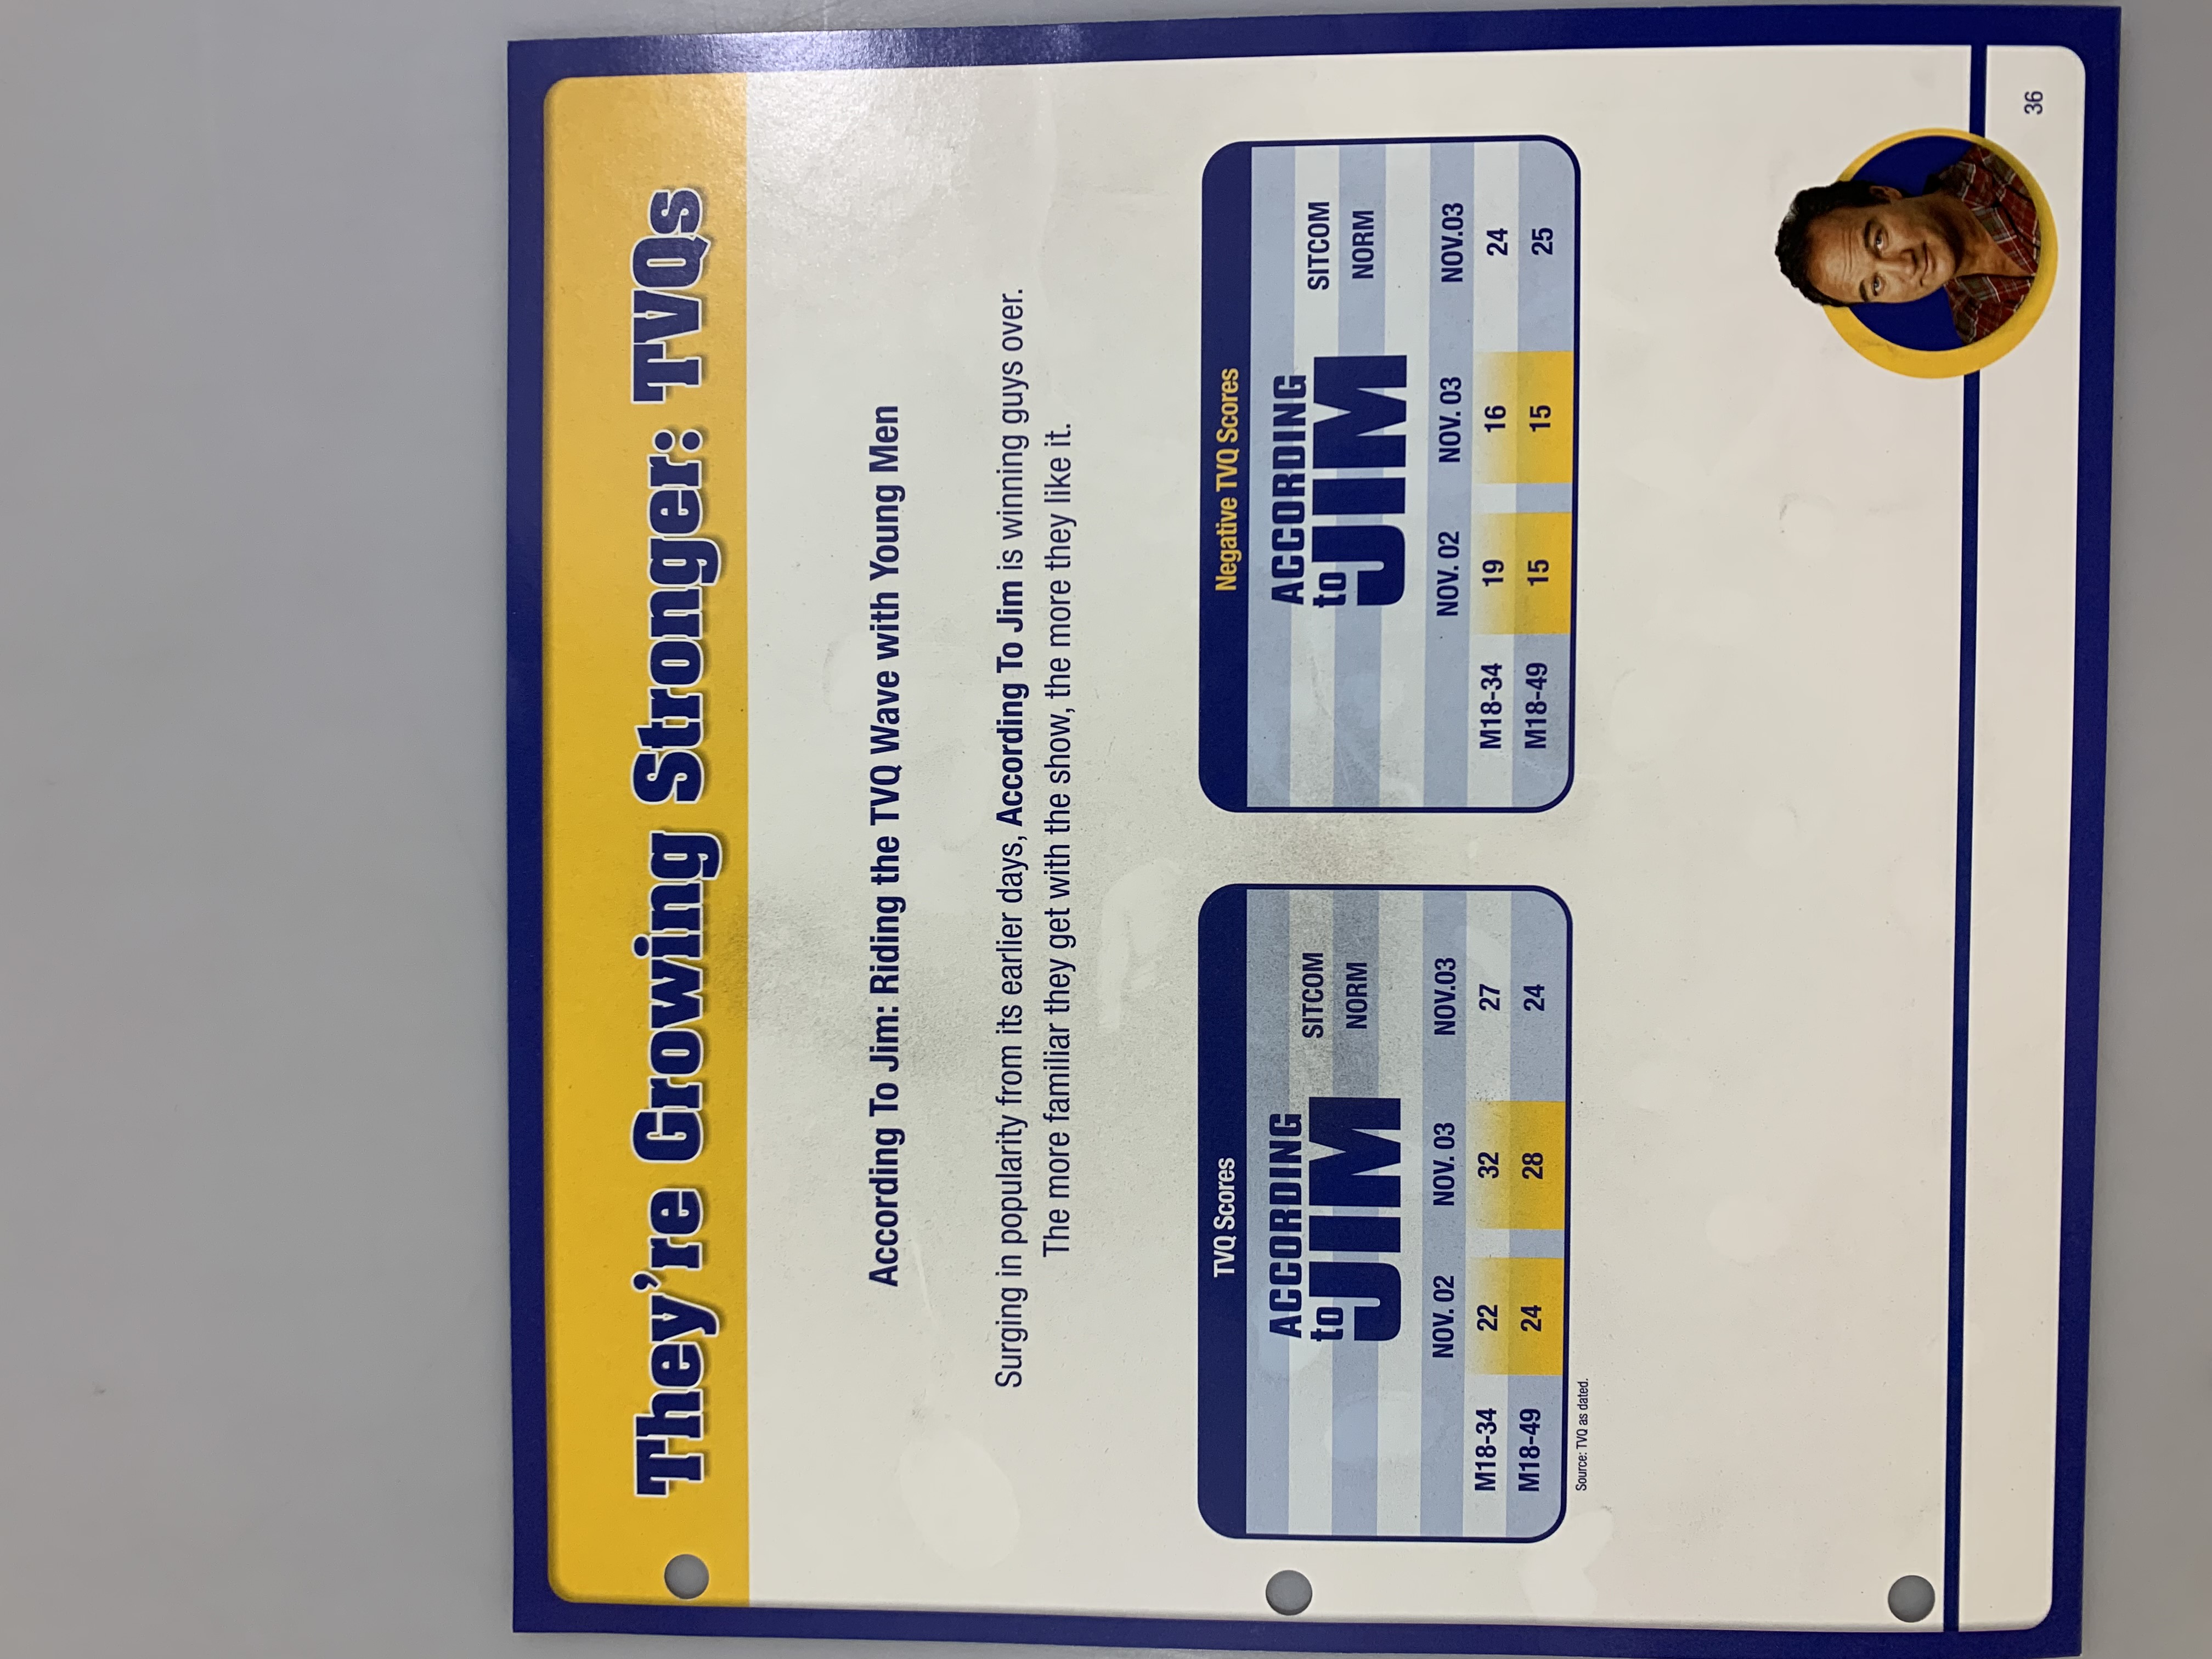 They're Growing Stronger: TVQs
According To Jim: Riding the TVQ Wave with Young Men
Surging in popularity from its earlier days, According To Jim is winning guys over.
The more familiar they get with the show, the more they like it.
TVQ Scores
ACCORDING
to
JIM
SITCOM
NORM
NOV. 02 NOV. 03 NOV.03
M18-34 22 32 27
M18-49 24 28 24
Source: TVQ as dated.
Negative TVQ Scores
ACCORDING
to
JIM
SITCOM
NORM
NOV. 02 NOV. 03 NOV.03
M18-34 19 16 24
M18-49 15 15 25
36